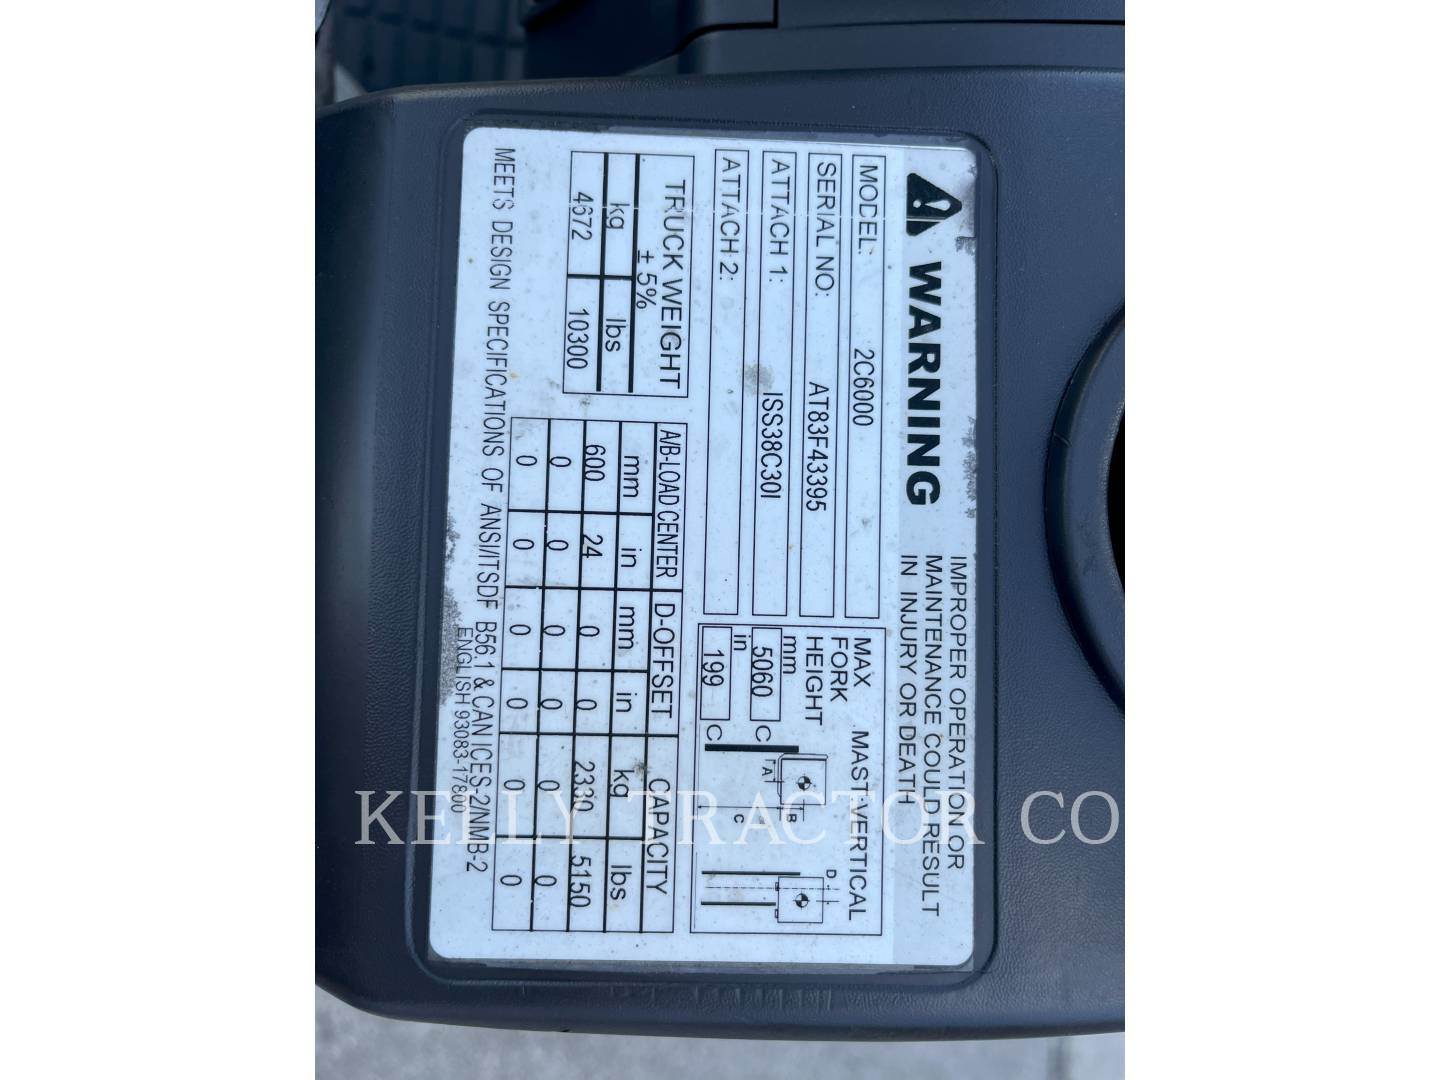 WARNING
IMPROPER OPERATION OR
MAINTENANCE COULD RESULT
IN INJURY OR DEATH
MODEL: 2C6000
SERIAL NO: AT83F43395
ATTACH 1: ISS38C30I
ATTACH 2:
MAX
FORK
HEIGHT
MAST-VERTICAL
mm
5060 C
in
199 C
A
B
C
D
TRUCK WEIGHT
± 5%
kg lbs
4672 10300
A/B-LOAD CENTER D-OFFSET CAPACITY
mm in mm in kg lbs
600 24 0 0 2330 5150
0 0 0 0 0 0
0 0 0 0 0 0
MEETS DESIGN SPECIFICATIONS OF ANSI/ITSDF B56.1 & CAN ICES-2/NMB-2
ENGLISH 93083-17800
KELLY TRACTOR CO